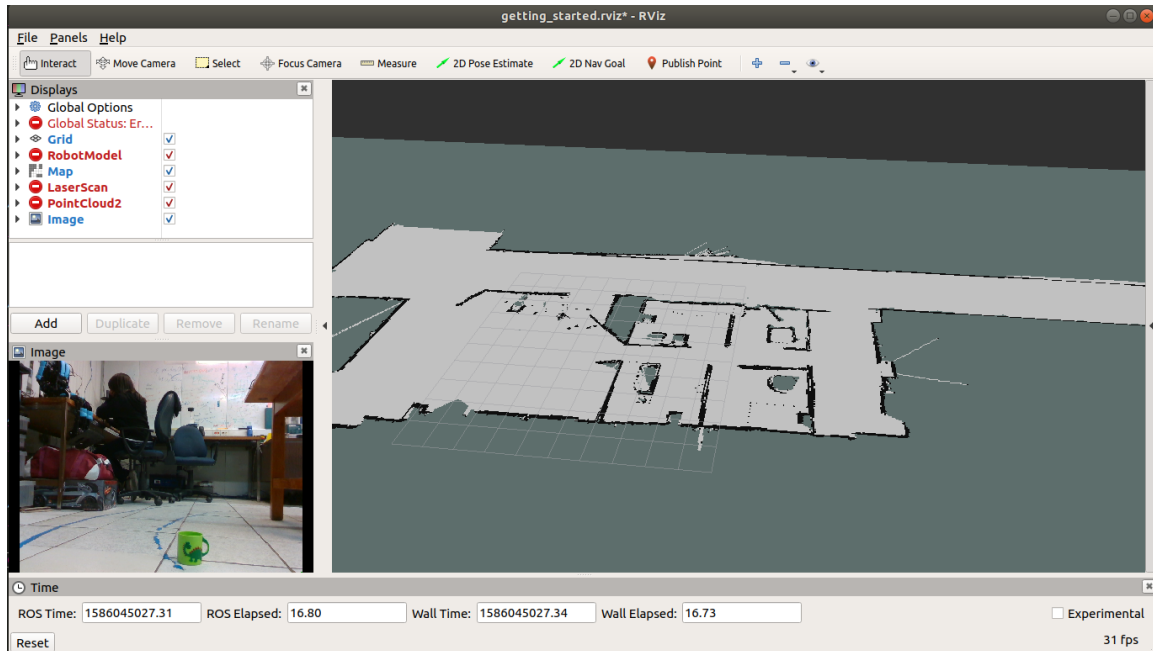 getting_started.rviz* - RViz
File Panels Help
Interact Move Camera Select Focus Camera Measure 2D Pose Estimate 2D Nav Goal Publish Point
Displays
Global Options
Global Status: Er...
Grid
RobotModel
Map
LaserScan
PointCloud2
Image
Add Duplicate Remove Rename
Image
Time
ROS Time: 1586045027.31 ROS Elapsed: 16.80 Wall Time: 1586045027.34 Wall Elapsed: 16.73 Experimental
Reset 31 fps